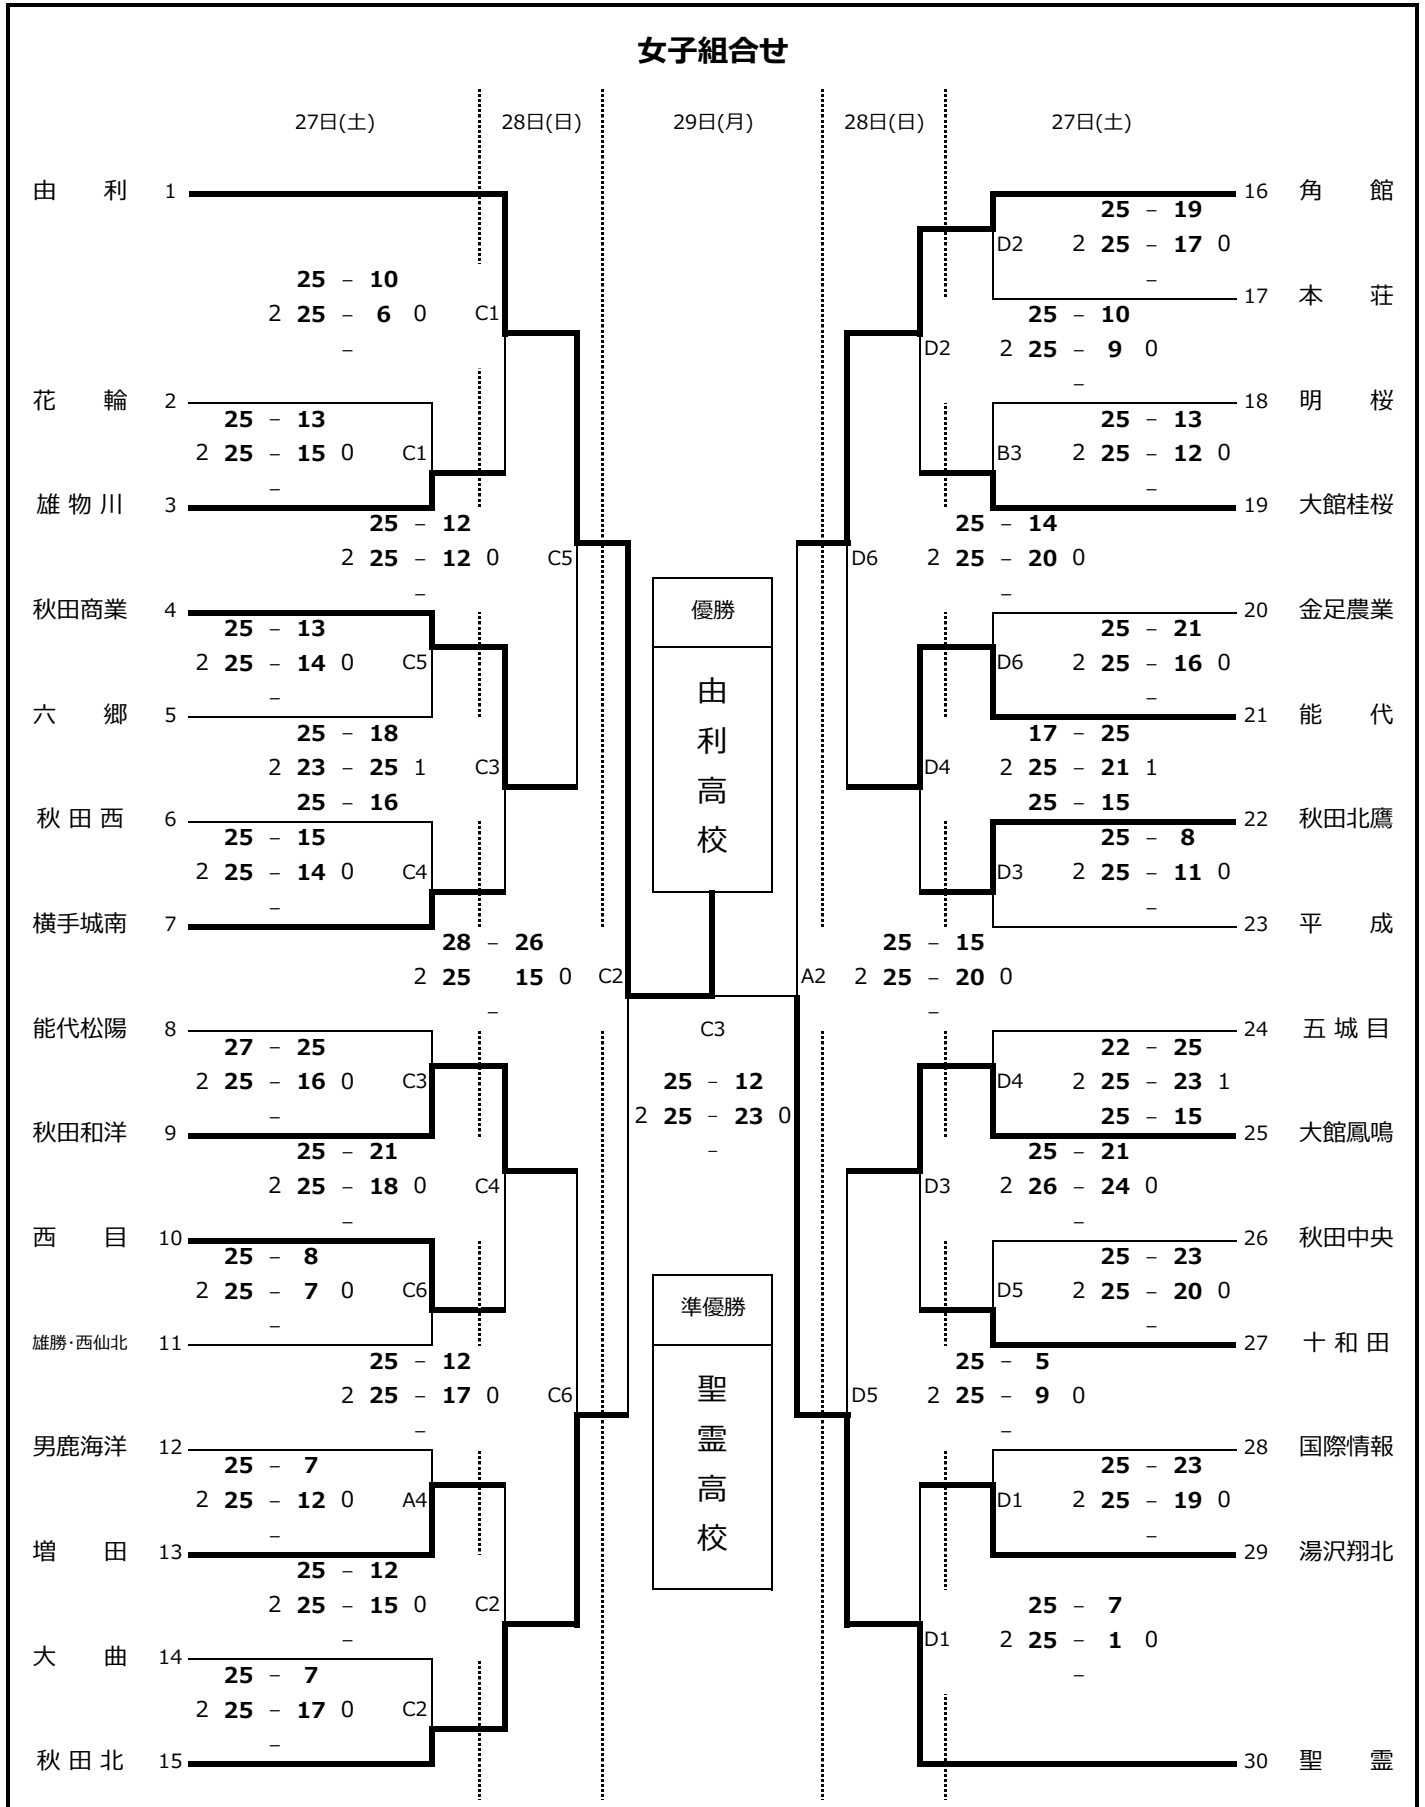 女子組合せ
27日(土) 28日(日) 29日(月) 28日(日) 27日(土)
由 利 1 16 角 館
25 – 19
D2 2 25 – 17 0
25 – 10 –
2 25 – 6 0 C1 17 本 荘
– 25 – 10
D2 2 25 – 9 0
–
花 輪 2 18 明 桜
25 – 13 25 – 13
2 25 – 15 0 C1 B3 2 25 – 12 0
– –
雄 物 川 3 19 大館桂桜
25 – 12 25 – 14
2 25 – 12 0 C5 D6 2 25 – 20 0
– –
優勝
秋田商業 4 20 金足農業
25 – 13 25 – 21
2 25 – 14 0 C5 D6 2 25 – 16 0
– –
由利高校
六 郷 5 21 能 代
25 – 18 17 – 25
2 23 – 25 1 C3 D4 2 25 – 21 1
25 – 16 25 – 15
秋 田 西 6 22 秋田北鷹
25 – 15 25 – 8
2 25 – 14 0 C4 D3 2 25 – 11 0
– –
横手城南 7 23 平 成
28 – 26 25 – 15
2 25 15 0 C2 A2 2 25 – 20 0
– –
能代松陽 8 C3 24 五 城 目
27 – 25 22 – 25
2 25 – 16 0 C3 25 – 12 D4 2 25 – 23 1
– 2 25 – 23 0 25 – 15
–
秋田和洋 9 25 大館鳳鳴
25 – 21 25 – 21
2 25 – 18 0 C4 D3 2 26 – 24 0
– –
西 目 10 26 秋田中央
25 – 8 25 – 23
2 25 – 7 0 C6 D5 2 25 – 20 0
– –
準優勝
雄勝・西仙北 11 27 十 和 田
25 – 12 25 – 5
2 25 – 17 0 C6 D5 2 25 – 9 0
– –
聖霊高校
男鹿海洋 12 28 国際情報
25 – 7 25 – 23
2 25 – 12 0 A4 D1 2 25 – 19 0
– –
増 田 13 29 湯沢翔北
25 – 12 25 – 7
2 25 – 15 0 C2 D1 2 25 – 1 0
– –
大 曲 14
25 – 7
2 25 – 17 0 C2
–
秋 田 北 15 30 聖 霊